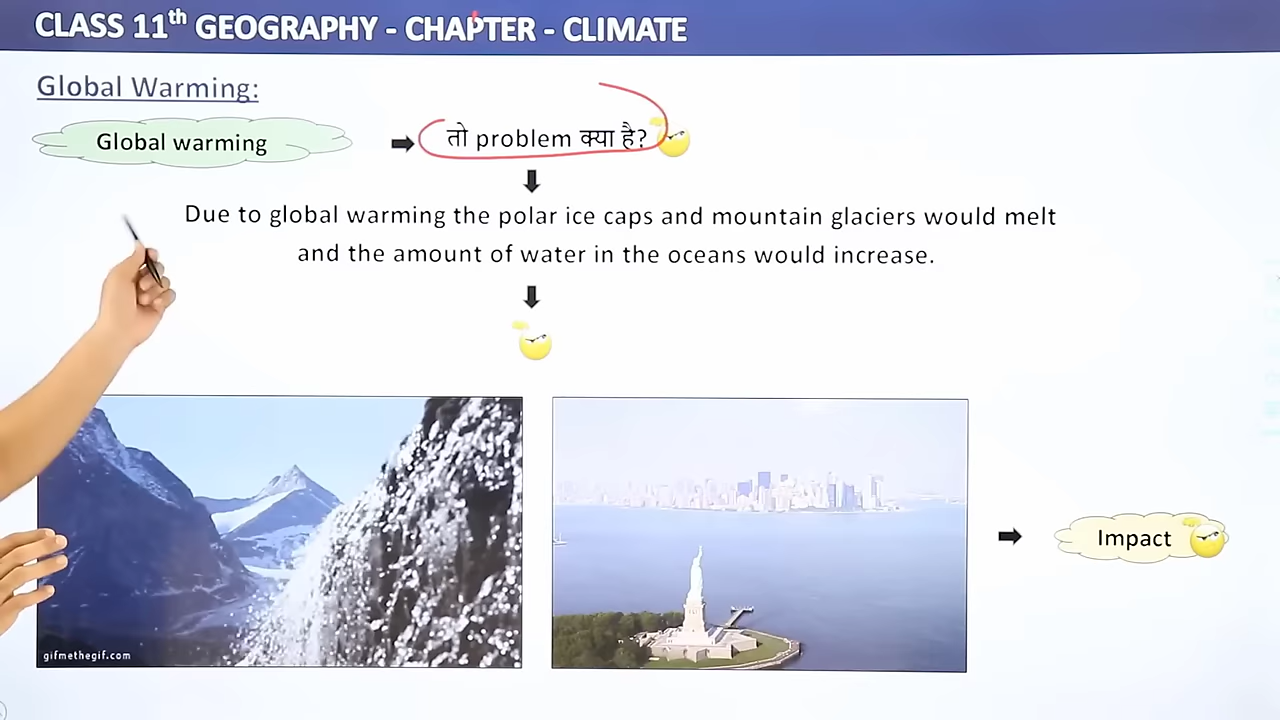 CLASS 11th GEOGRAPHY - CHAPTER - CLIMATE
Global Warming:
Global warming
तो problem क्या है?
Due to global warming the polar ice caps and mountain glaciers would melt
and the amount of water in the oceans would increase.
gifmethegif.com
Impact